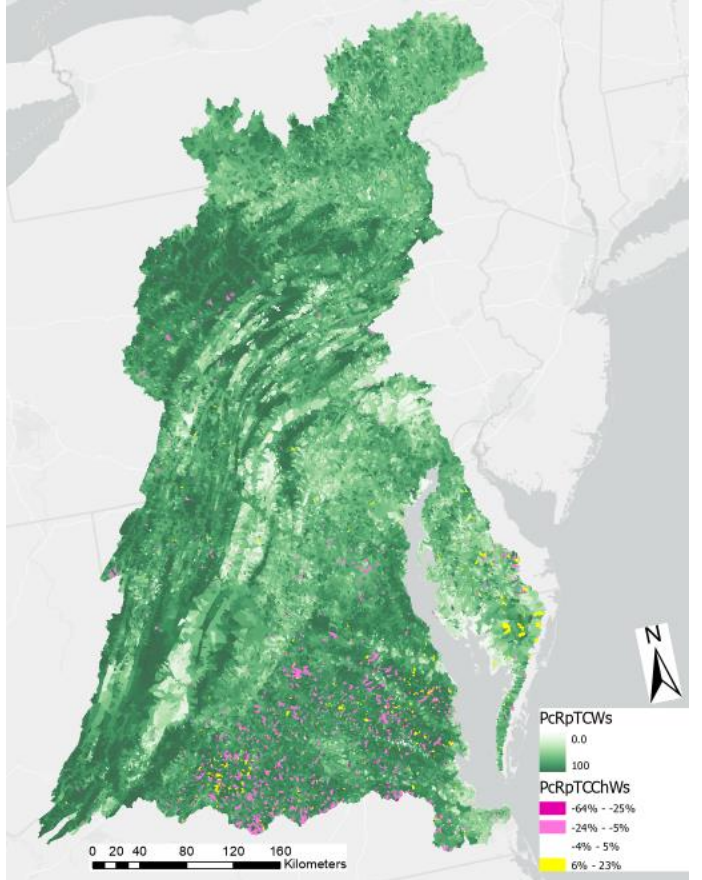 N
PcRpTCWs
0.0
100
PcRpTCChWs
-64% - -25%
-24% - -5%
-4% - 5%
6% - 23%
0 20 40 80 120 160
Kilometers